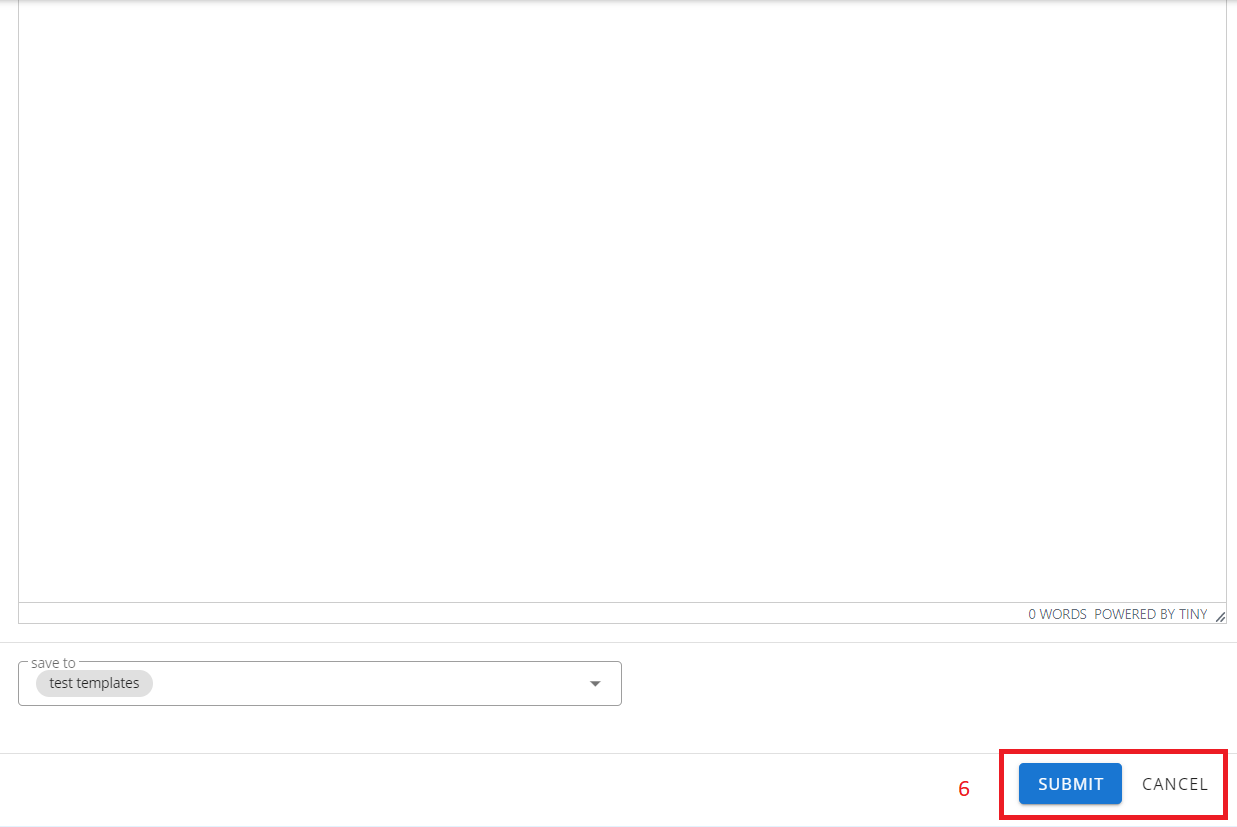 0 WORDS POWERED BY TINY
save to
test templates
6
SUBMIT CANCEL